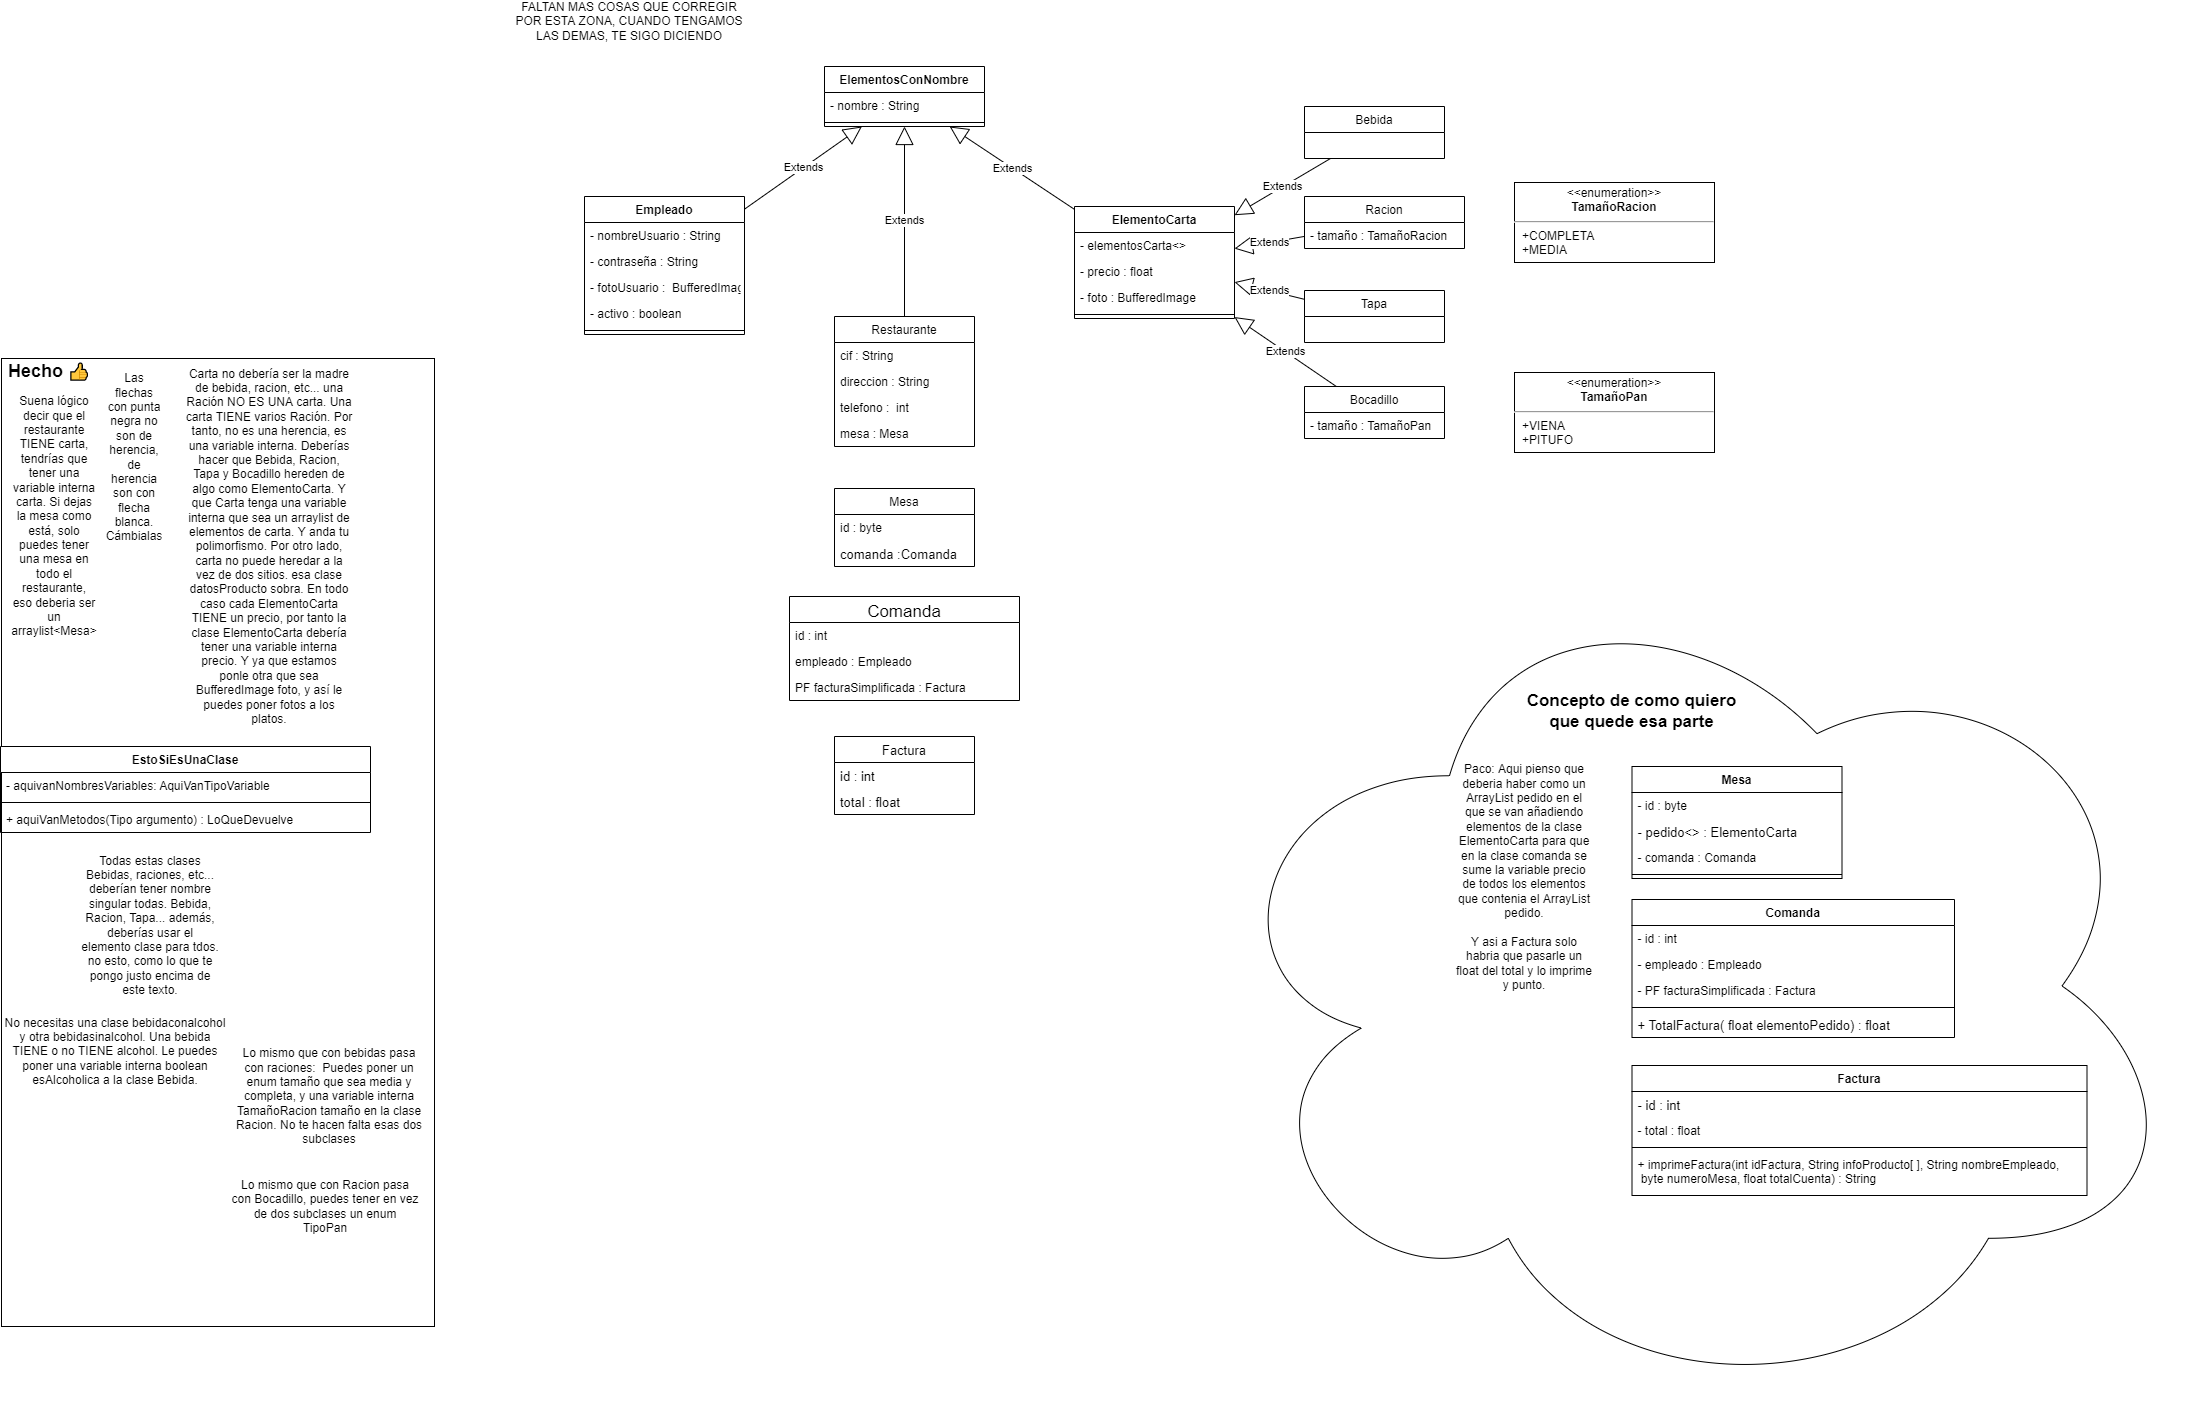 FALTAN MAS COSAS QUE CORREGIR
POR ESTA ZONA, CUANDO TENGAMOS
LAS DEMAS, TE SIGO DICIENDO
ElementosConNombre
- nombre : String
Extends
Extends
Extends
Empleado
- nombreUsuario : String
- contraseña : String
- fotoUsuario :  BufferedImag
- activo : boolean
Restaurante
cif : String
direccion : String
telefono :  int
mesa : Mesa
ElementoCarta
- elementosCarta<>
- precio : float
- foto : BufferedImage
Extends
Extends
Extends
Extends
Bebida
Racion
- tamaño : TamañoRacion
Tapa
Bocadillo
- tamaño : TamañoPan
<<enumeration>>
TamañoRacion
+COMPLETA
+MEDIA
<<enumeration>>
TamañoPan
+VIENA
+PITUFO
Mesa
id : byte
comanda :Comanda
Comanda
id : int
empleado : Empleado
PF facturaSimplificada : Factura
Factura
id : int
total : float
Hecho 👍
Suena lógico
decir que el
restaurante
TIENE carta,
tendrías que
tener una
variable interna
carta. Si dejas
la mesa como
está, solo
puedes tener
una mesa en
todo el
restaurante,
eso deberia ser
un
arraylist<Mesa>
Las
flechas
con punta
negra no
son de
herencia,
de
herencia
son con
flecha
blanca.
Cámbialas
Carta no debería ser la madre
de bebida, racion, etc... una
Ración NO ES UNA carta. Una
carta TIENE varios Ración. Por
tanto, no es una herencia, es
una variable interna. Deberías
hacer que Bebida, Racion,
Tapa y Bocadillo hereden de
algo como ElementoCarta. Y
que Carta tenga una variable
interna que sea un arraylist de
elementos de carta. Y anda tu
polimorfismo. Por otro lado,
carta no puede heredar a la
vez de dos sitios. esa clase
datosProducto sobra. En todo
caso cada ElementoCarta
TIENE un precio, por tanto la
clase ElementoCarta debería
tener una variable interna
precio. Y ya que estamos
ponle otra que sea
BufferedImage foto, y así le
puedes poner fotos a los
platos.
EstoSiEsUnaClase
- aquivanNombresVariables: AquiVanTipoVariable
+ aquiVanMetodos(Tipo argumento) : LoQueDevuelve
Todas estas clases
Bebidas, raciones, etc...
deberían tener nombre
singular todas. Bebida,
Racion, Tapa... además,
deberías usar el
elemento clase para tdos.
no esto, como lo que te
pongo justo encima de
este texto.
No necesitas una clase bebidaconalcohol
y otra bebidasinalcohol. Una bebida
TIENE o no TIENE alcohol. Le puedes
poner una variable interna boolean
esAlcoholica a la clase Bebida.
Lo mismo que con bebidas pasa
con raciones:  Puedes poner un
enum tamaño que sea media y
completa, y una variable interna
TamañoRacion tamaño en la clase
Racion. No te hacen falta esas dos
subclases
Lo mismo que con Racion pasa
con Bocadillo, puedes tener en vez
de dos subclases un enum
TipoPan
Concepto de como quiero
que quede esa parte
Paco: Aqui pienso que
deberia haber como un
ArrayList pedido en el
que se van añadiendo
elementos de la clase
ElementoCarta para que
en la clase comanda se
sume la variable precio
de todos los elementos
que contenia el ArrayList
pedido.
Y asi a Factura solo
habria que pasarle un
float del total y lo imprime
y punto.
Mesa
- id : byte
- pedido<> : ElementoCarta
- comanda : Comanda
Comanda
- id : int
- empleado : Empleado
- PF facturaSimplificada : Factura
+ TotalFactura( float elementoPedido) : float
Factura
- id : int
- total : float
+ imprimeFactura(int idFactura, String infoProducto[ ], String nombreEmpleado,
byte numeroMesa, float totalCuenta) : String